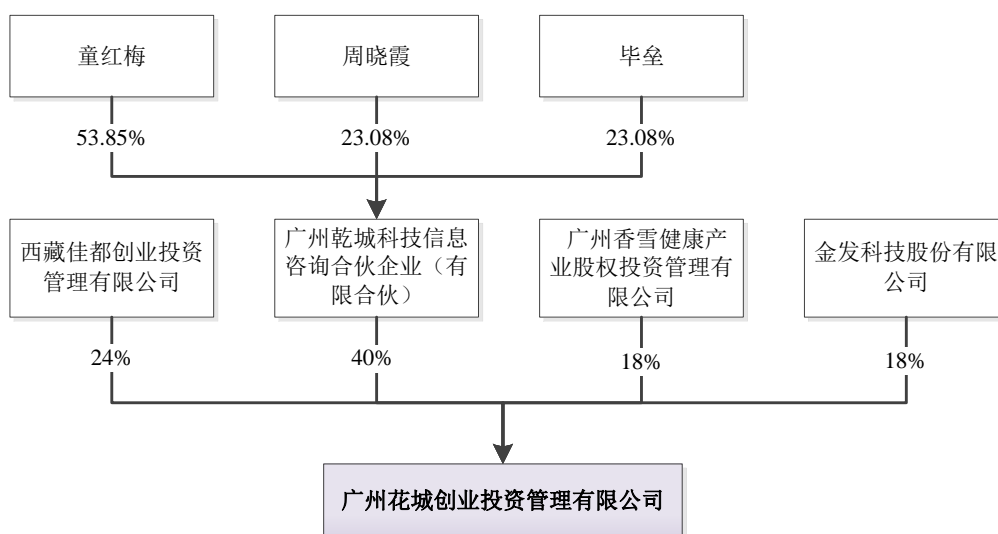 童红梅
周晓霞
毕垒
53.85%
23.08%
23.08%
西藏佳都创业投资
管理有限公司
广州乾城科技信息
咨询合伙企业（有
限合伙）
广州香雪健康产
业股权投资管理有
限公司
金发科技股份有限
公司
24%
40%
18%
18%
广州花城创业投资管理有限公司